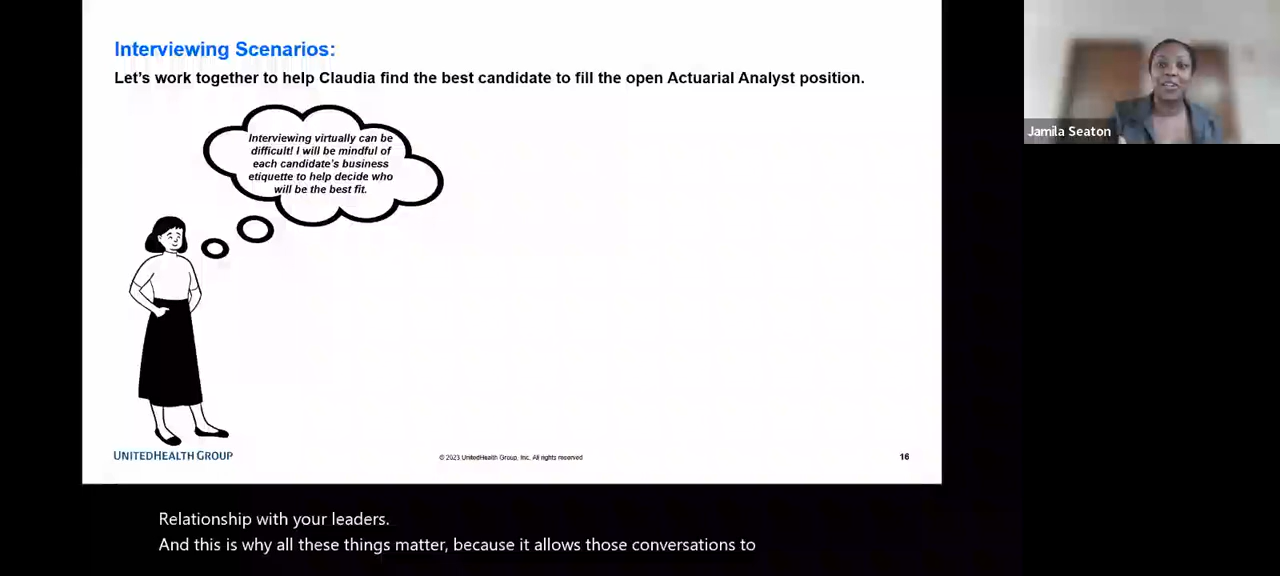 Interviewing Scenarios:
Let's work together to help Claudia find the best candidate to fill the open Actuarial Analyst position.
Interviewing virtually can be
difficult! I will be mindful of
each candidate's business
etiquette to help decide who
will be the best fit.
Jamila Seaton
UNITEDHEALTH GROUP
© 2023 UnitedHealth Group, Inc. All rights reserved
16
Relationship with your leaders.
And this is why all these things matter, because it allows those conversations to